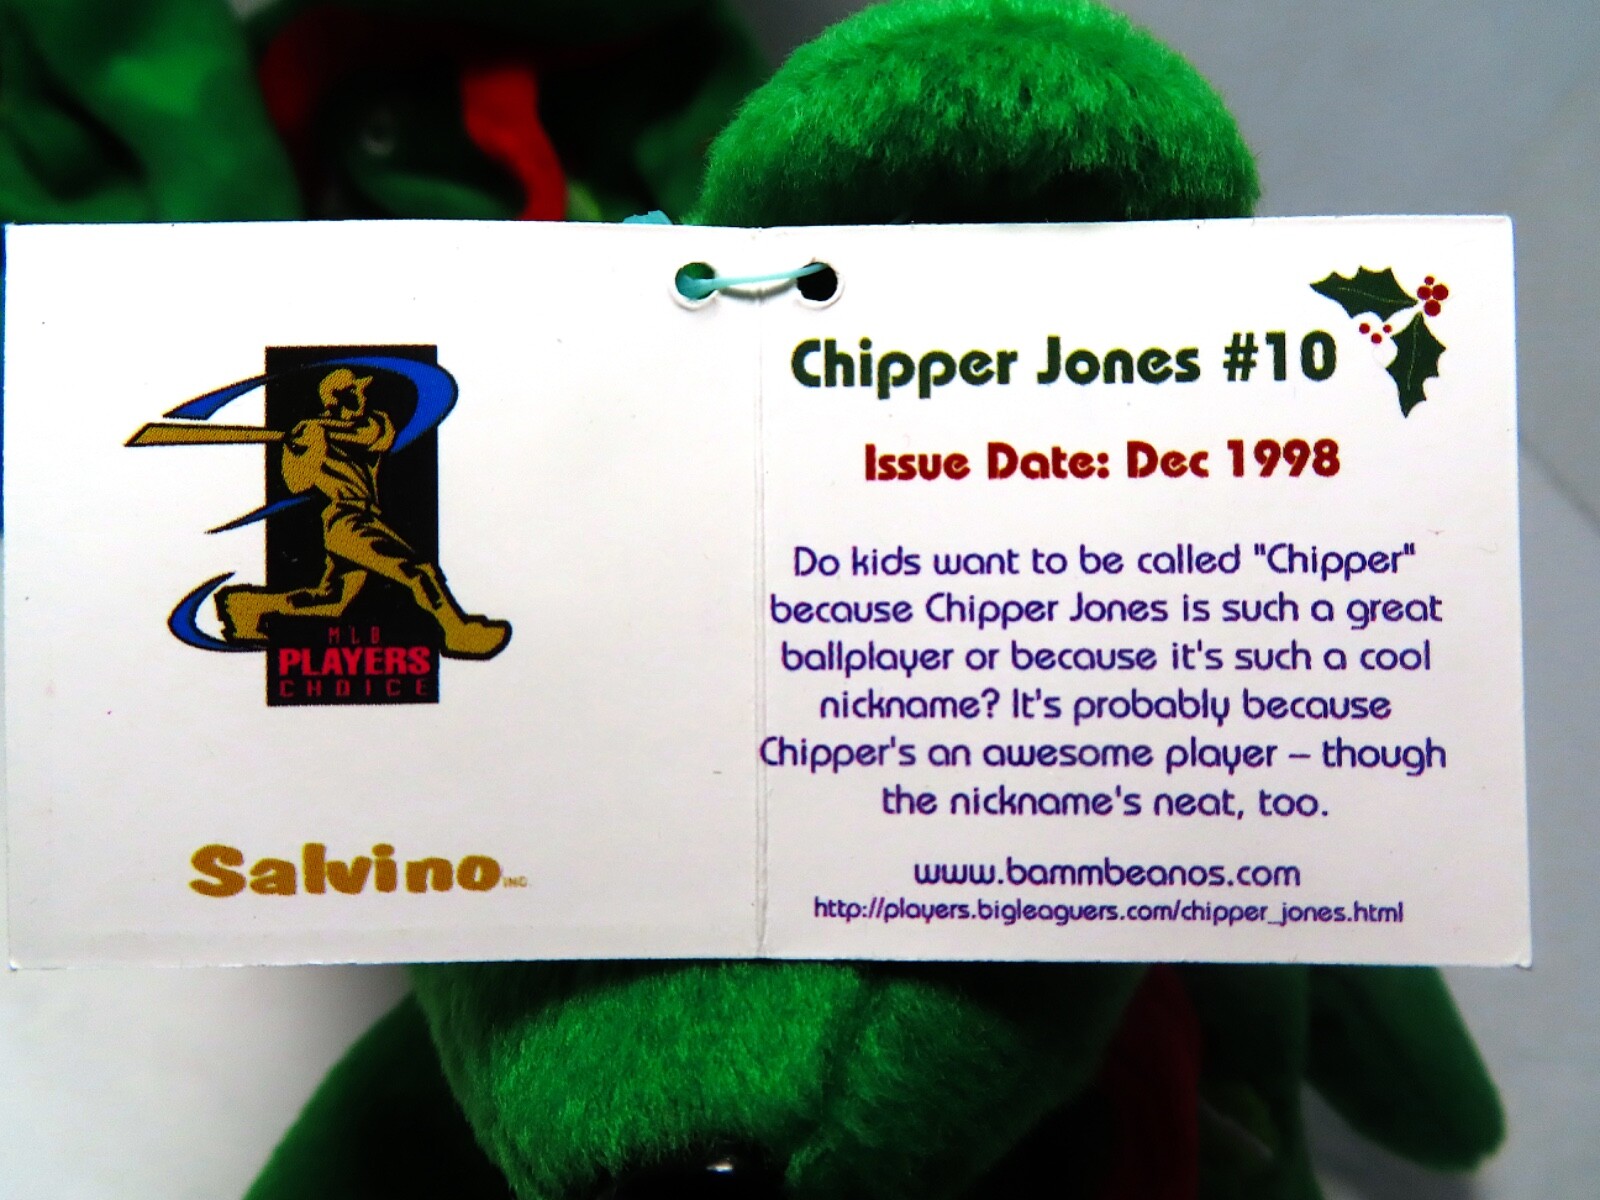 MLB
PLAYERS
CHOICE
Salvino INC.
Chipper Jones #10
Issue Date: Dec 1998
Do kids want to be called "Chipper"
because Chipper Jones is such a great
ballplayer or because it's such a cool
nickname? It's probably because
Chipper's an awesome player – though
the nickname's neat, too.
www.bammbeanos.com
http://players.bigleaguers.com/chipper_jones.html